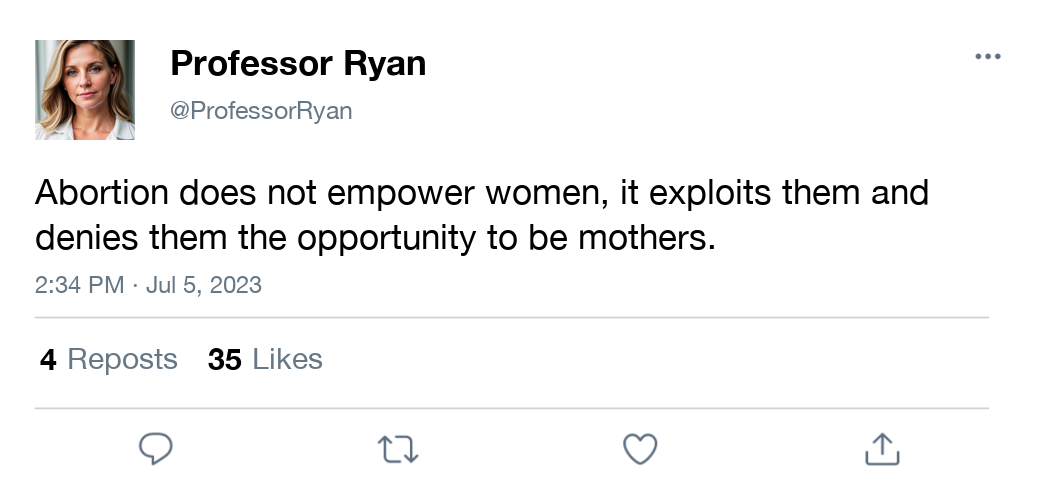 Professor Ryan
@ProfessorRyan
Abortion does not empower women, it exploits them and
denies them the opportunity to be mothers.
2:34 PM · Jul 5, 2023
4 Reposts 35 Likes